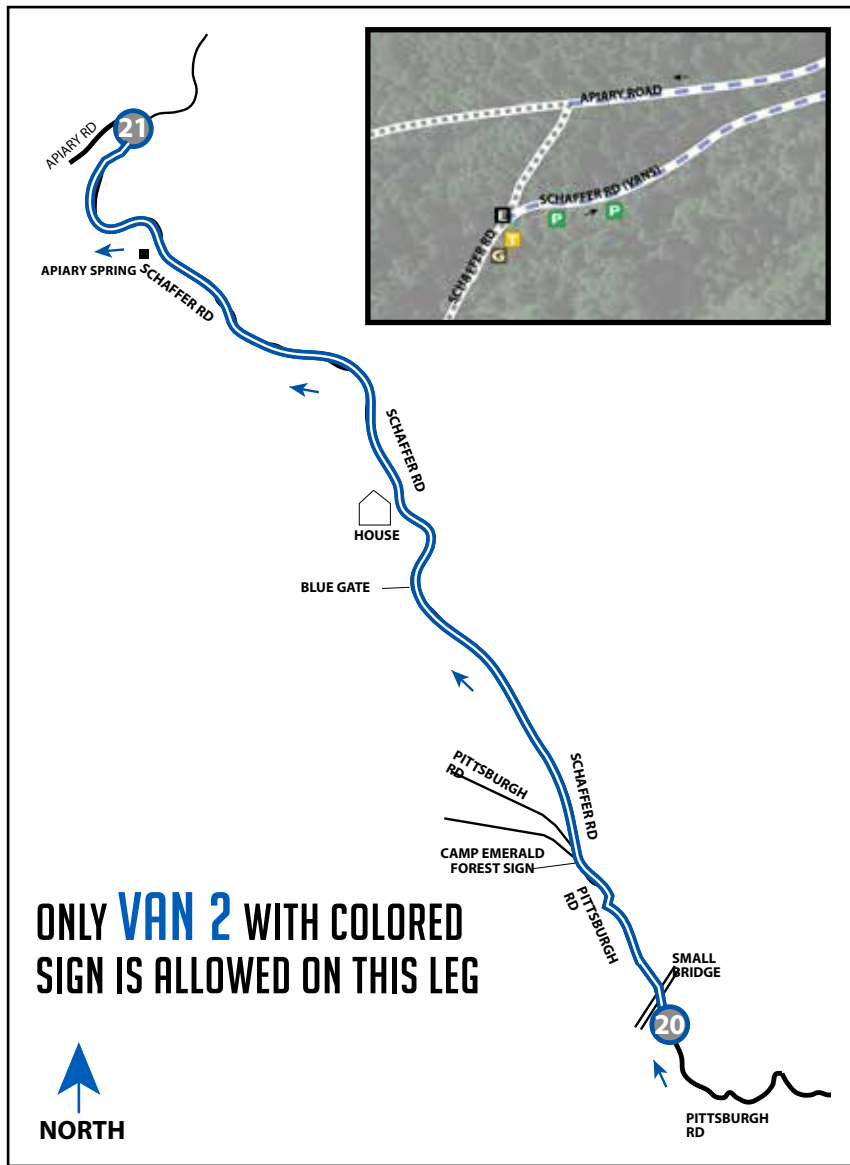 21
APIARY RD
APIARY SPRING
SCHAFFER RD
APIARY ROAD
SCHAFFER RD (VANS)
P
P
L
T
G
SCHAFFER RD
SCHAFFER RD
HOUSE
BLUE GATE
PITTSBURGH
RD
SCHAFFER RD
CAMP EMERALD
FOREST SIGN
PITTSBURGH
RD
SMALL
BRIDGE
20
PITTSBURGH
RD
ONLY VAN 2 WITH COLORED
SIGN IS ALLOWED ON THIS LEG
NORTH